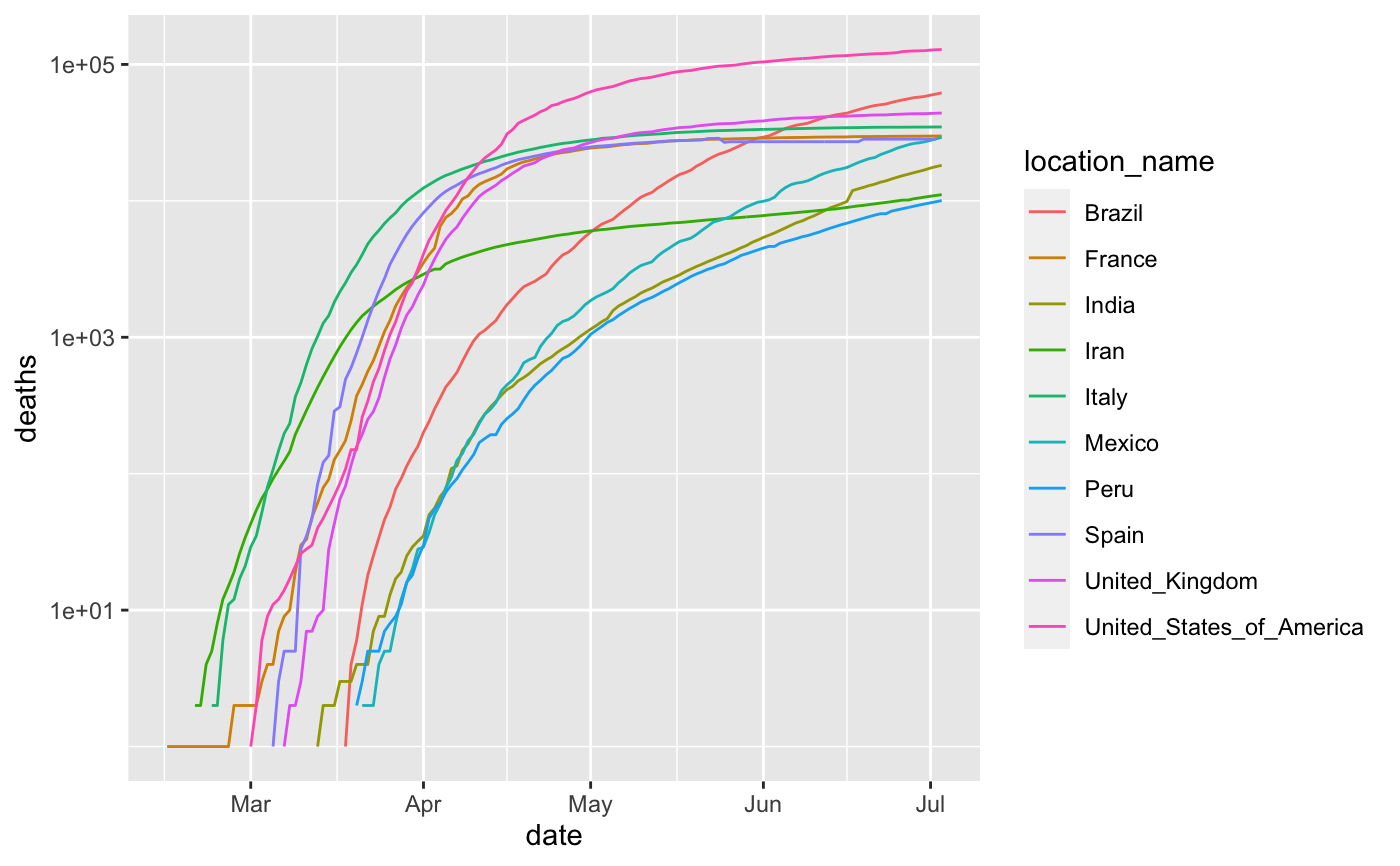 1e+05
1e+03
1e+01
deaths
Mar Apr May Jun Jul
date
location_name
Brazil
France
India
Iran
Italy
Mexico
Peru
Spain
United_Kingdom
United_States_of_America